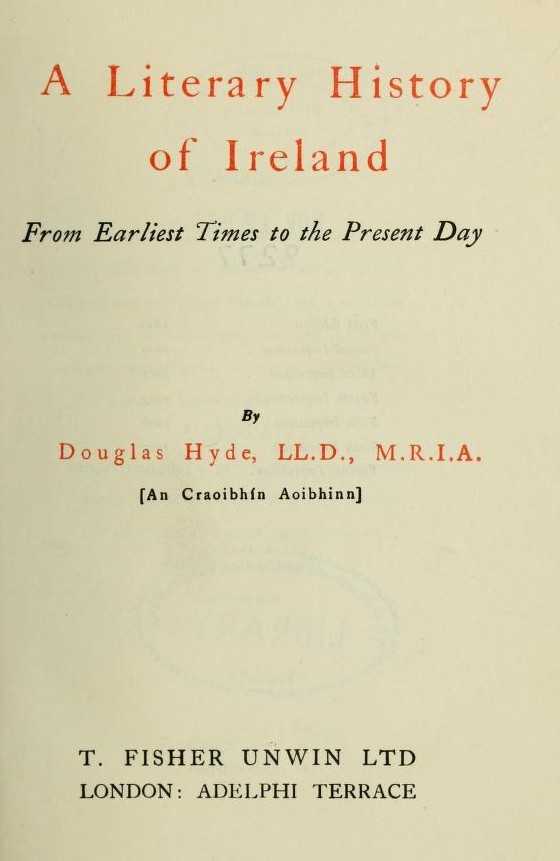 A Literary History
of Ireland
From Earliest Times to the Present Day
By
Douglas Hyde, LL.D., M.R.I.A.
[An Craoibhín Aoibhinn]
T. FISHER UNWIN LTD
LONDON: ADELPHI TERRACE